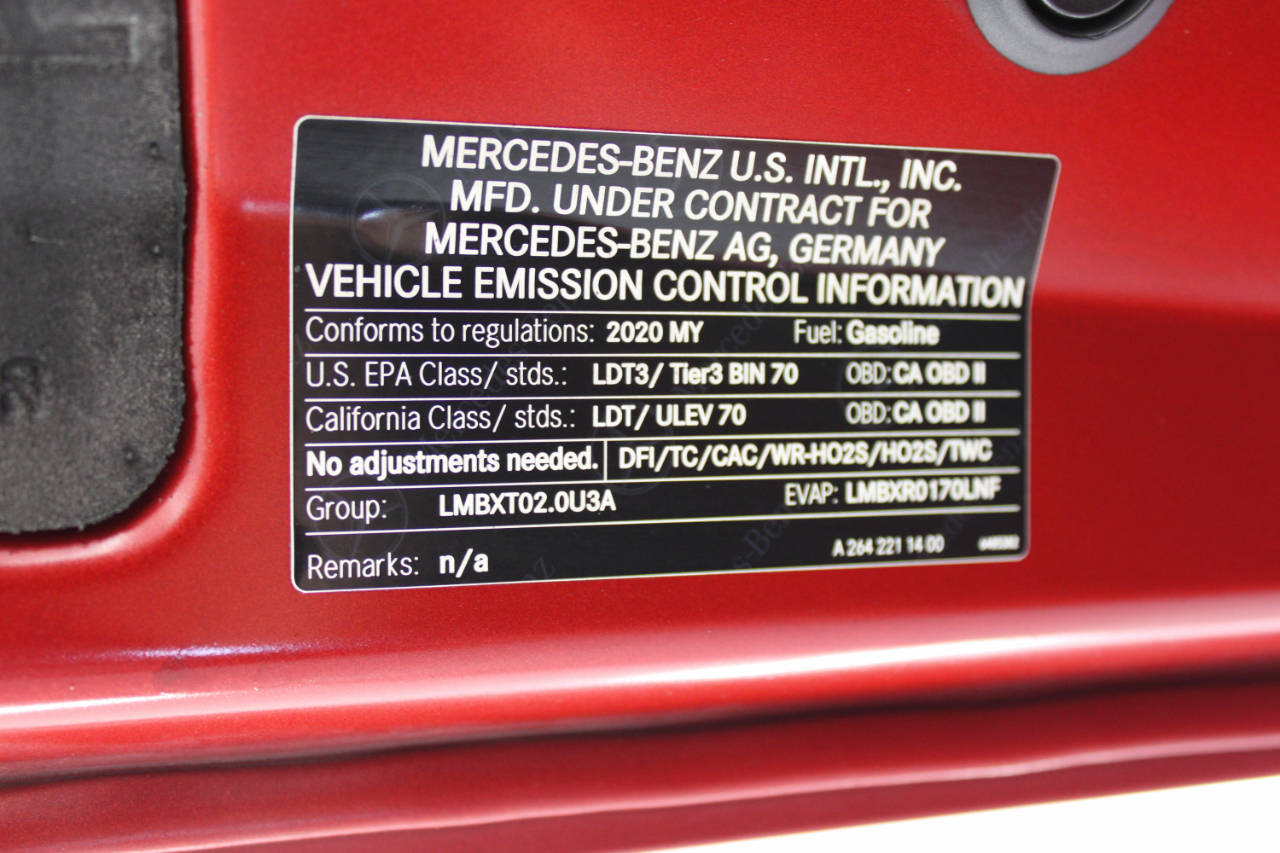 MERCEDES-BENZ U.S. INTL., INC.
MFD. UNDER CONTRACT FOR
MERCEDES-BENZ AG, GERMANY
VEHICLE EMISSION CONTROL INFORMATION
Conforms to regulations: 2020 MY Fuel: Gasoline
U.S. EPA Class/ stds.: LDT3/ Tier3 BIN 70 OBD: CA OBD II
California Class/ stds.: LDT/ ULEV 70 OBD: CA OBD II
No adjustments needed. DFI/TC/CAC/WR-HO2S/HO2S/TWC
Group: LMBXT02.0U3A EVAP: LMBXR0170LNF
Remarks: n/a A 264 221 14 00